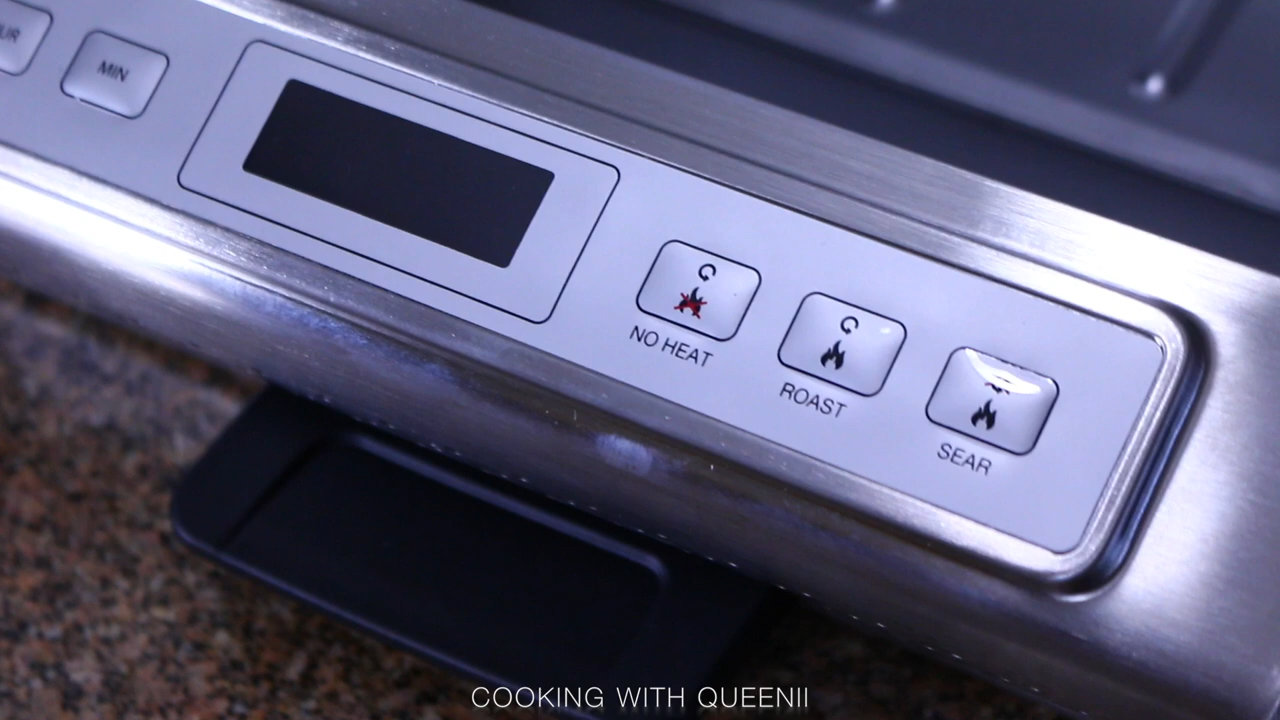 MIN
NO HEAT
ROAST
SEAR
COOKING WITH QUEENII